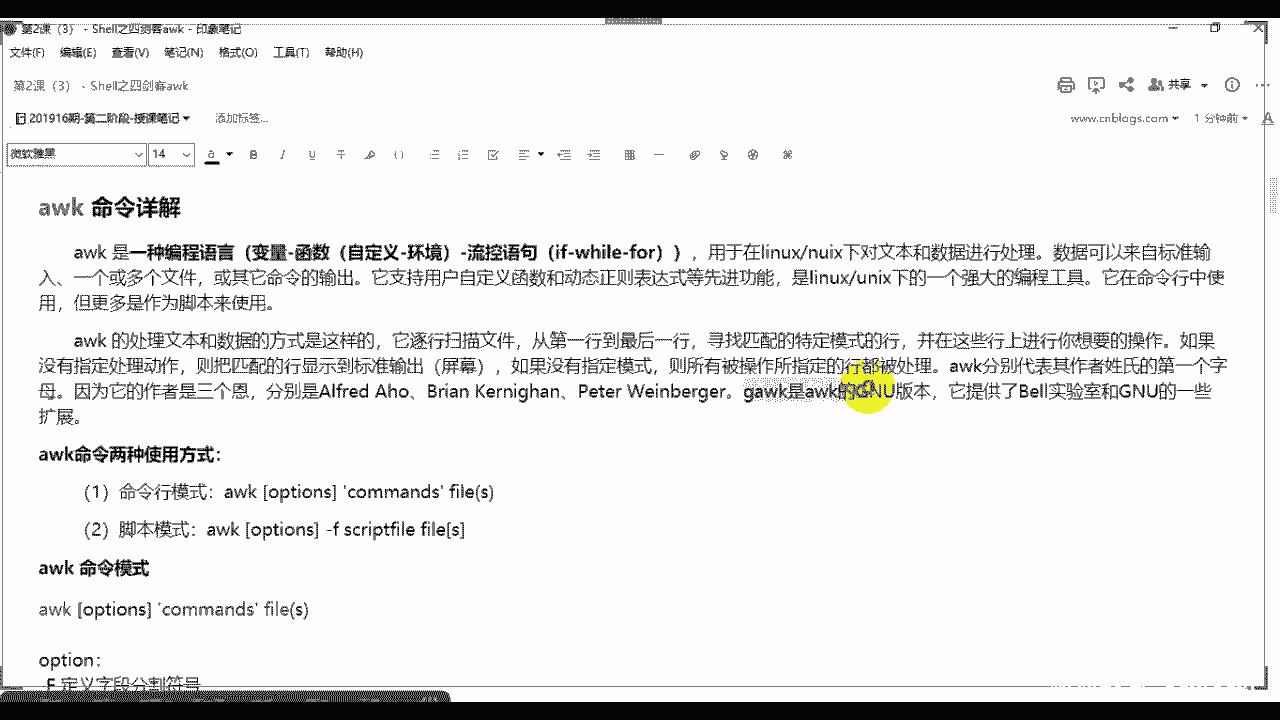 第2课（3） - Shell之四剑客awk - 印象笔记
文件(F) 编辑(E) 查看(V) 笔记(N) 格式(O) 工具(T) 帮助(H)
第2课（3） - Shell之四剑客awk
共享
201916期-第二阶段-授课笔记 添加标签...
www.cnblogs.com 1 分钟前
微软雅黑 14
awk 命令详解
awk 是一种编程语言（变量-函数（自定义-环境）-流控语句（if-while-for）），用于在linux/nuix下对文本和数据进行处理。数据可以来自标准输
入、一个或多个文件，或其它命令的输出。它支持用户自定义函数和动态正则表达式等先进功能，是linux/unix下的一个强大的编程工具。它在命令行中使
用，但更多是作为脚本来使用。
awk 的处理文本和数据的方式是这样的，它逐行扫描文件，从第一行到最后一行，寻找匹配的特定模式的行，并在这些行上进行你想要的操作。如果
没有指定处理动作，则把匹配的行显示到标准输出（屏幕），如果没有指定模式，则所有被操作所指定的行都被处理。awk分别代表其作者姓氏的第一个字
母。因为它的作者是三个恩，分别是Alfred Aho、Brian Kernighan、Peter Weinberger。gawk是awk的GNU版本，它提供了Bell实验室和GNU的一些
扩展。
awk命令两种使用方式：
（1）命令行模式：awk [options] 'commands' file(s)
（2）脚本模式：awk [options] -f scriptfile file[s]
awk 命令模式
awk [options] 'commands' file(s)
option：
-F 定义字段分割符号